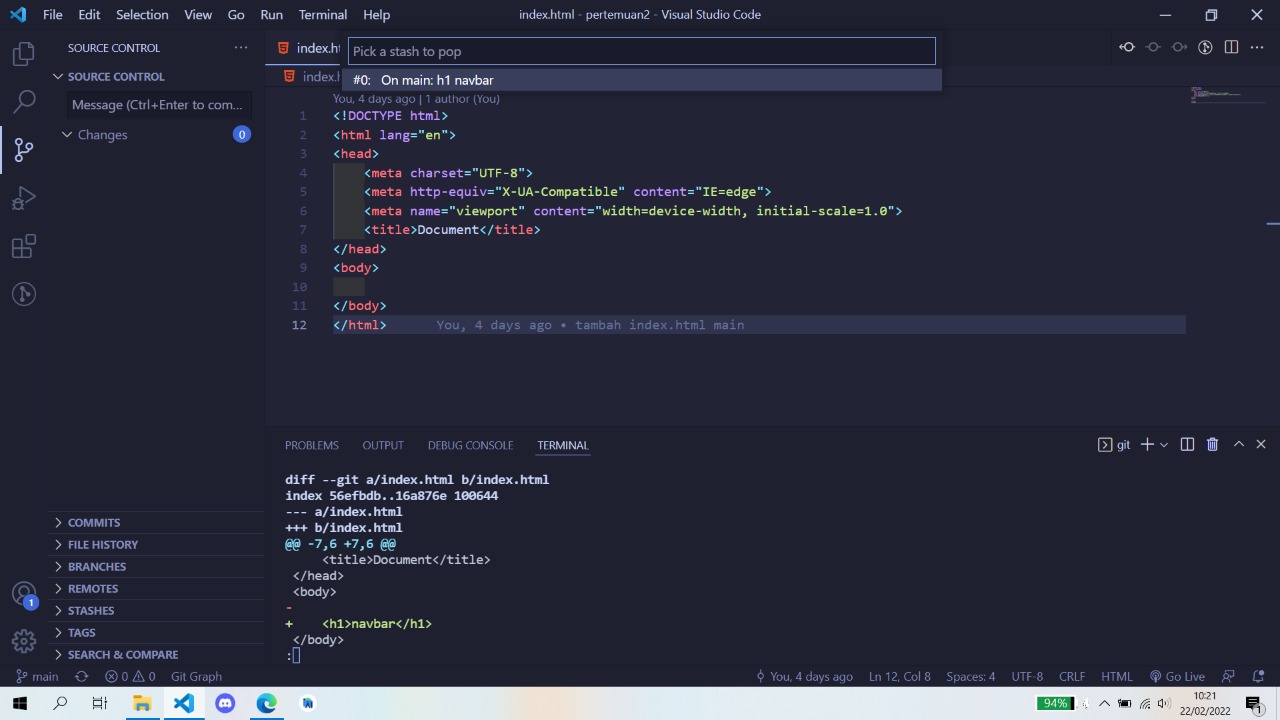 File Edit Selection View Go Run Terminal Help
index.html - pertemuan2 - Visual Studio Code
SOURCE CONTROL
SOURCE CONTROL
Message (Ctrl+Enter to com...
Changes
0
COMMITS
FILE HISTORY
BRANCHES
REMOTES
STASHES
TAGS
SEARCH & COMPARE
1
index.ht
Pick a stash to pop
#0: On main: h1 navbar
index.h
You, 4 days ago | 1 author (You)
1 <!DOCTYPE html>
2 <html lang="en">
3 <head>
4 <meta charset="UTF-8">
5 <meta http-equiv="X-UA-Compatible" content="IE=edge">
6 <meta name="viewport" content="width=device-width, initial-scale=1.0">
7 <title>Document</title>
8 </head>
9 <body>
10
11 </body>
12 </html> You, 4 days ago • tambah index.html main
PROBLEMS OUTPUT DEBUG CONSOLE TERMINAL
git
diff --git a/index.html b/index.html
index 56efbdb..16a876e 100644
--- a/index.html
+++ b/index.html
@@ -7,6 +7,6 @@
<title>Document</title>
</head>
<body>
-
+ <h1>navbar</h1>
</body>
:
main 0 0 Git Graph
You, 4 days ago Ln 12, Col 8 Spaces: 4 UTF-8 CRLF HTML Go Live
94%
10:21
22/02/2022
1